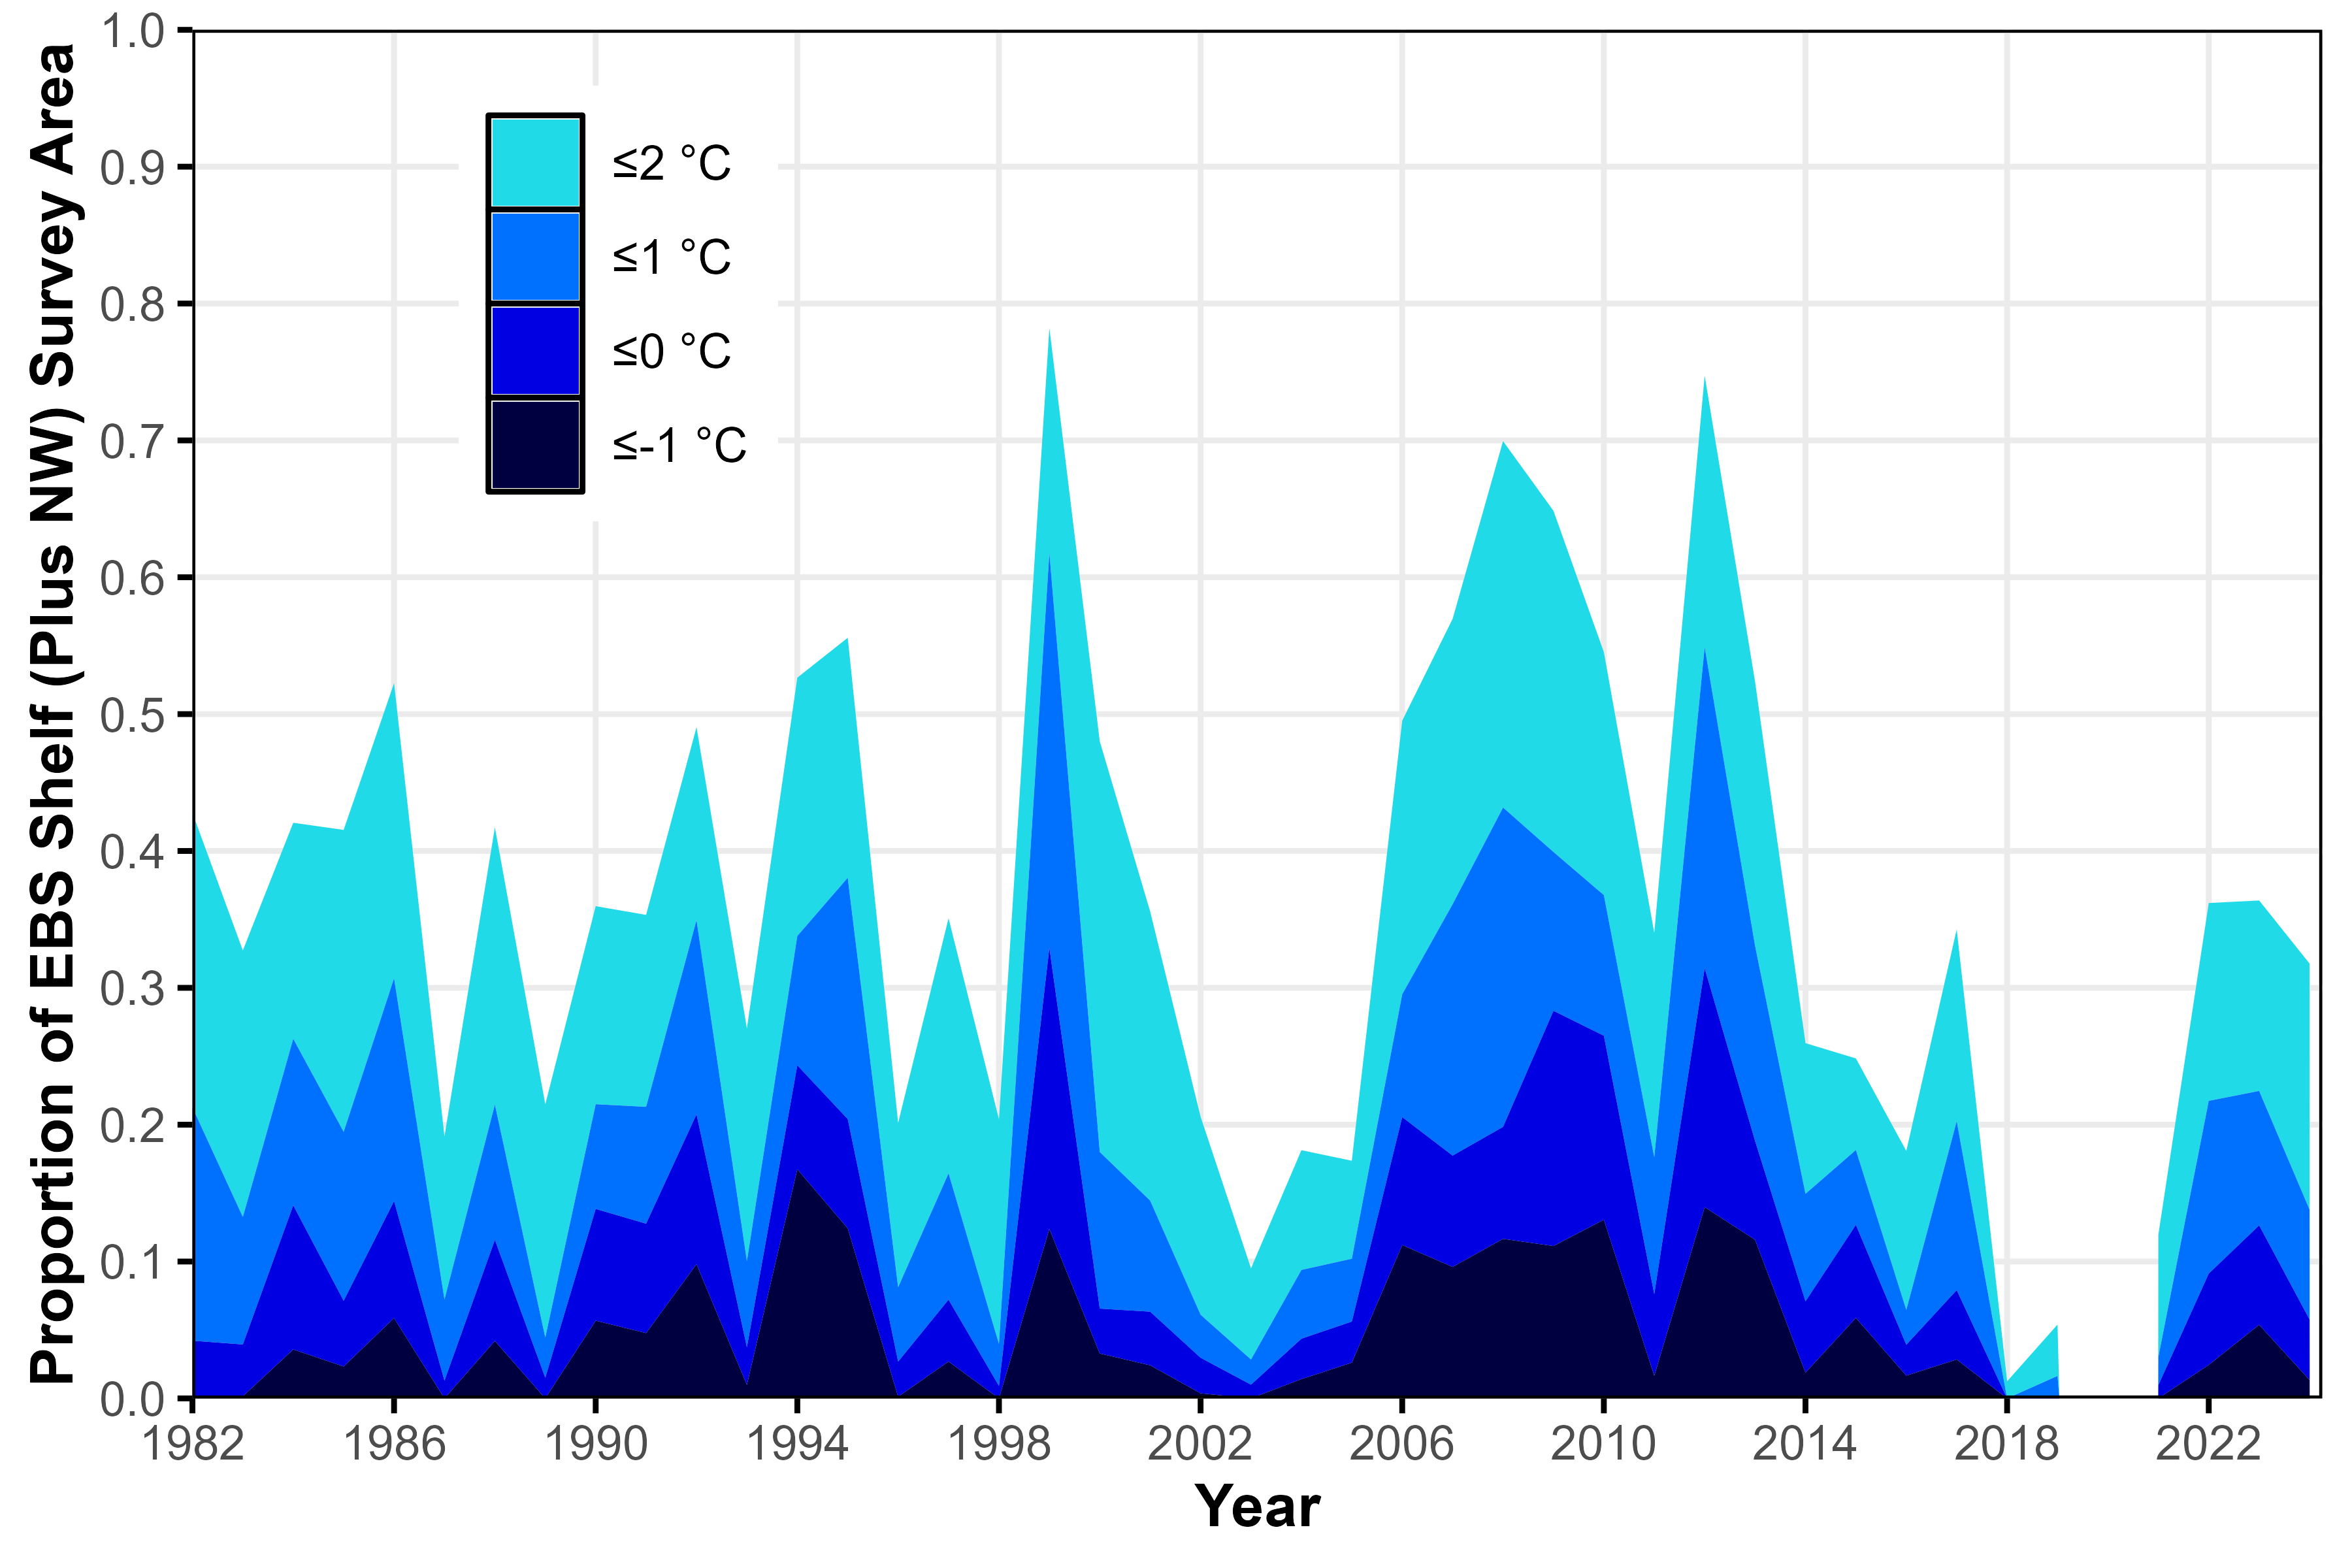 Proportion of EBS Shelf (Plus NW) Survey Area
1.0
0.9
0.8
0.7
0.6
0.5
0.4
0.3
0.2
0.1
0.0
≤2 °C
≤1 °C
≤0 °C
≤-1 °C
1982 1986 1990 1994 1998 2002 2006 2010 2014 2018 2022
Year